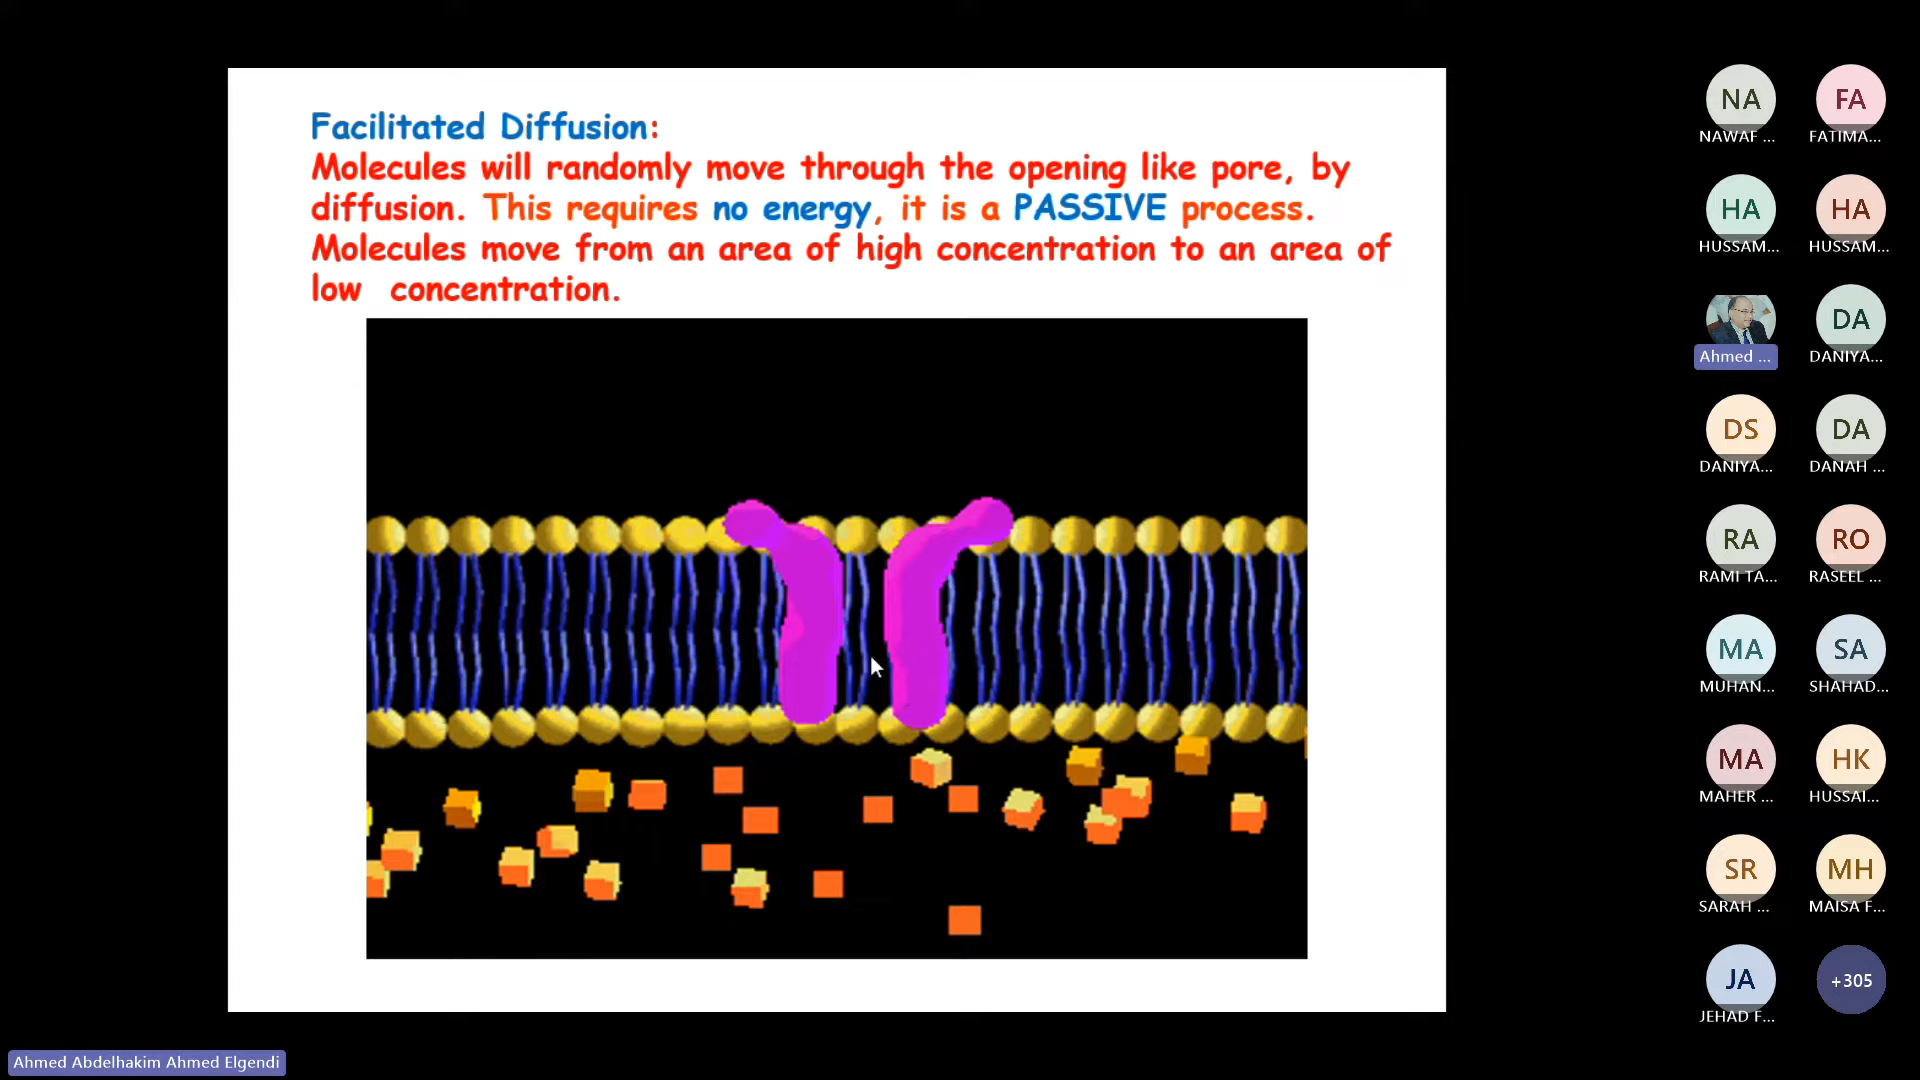 Facilitated Diffusion:
Molecules will randomly move through the opening like pore, by
diffusion. This requires no energy, it is a PASSIVE process.
Molecules move from an area of high concentration to an area of
low concentration.
NA
NAWAF ...
FA
FATIMA...
HA
HUSSAM...
HA
HUSSAM...
Ahmed ...
DA
DANIYA...
DS
DANIYA...
DA
DANAH ...
RA
RAMI TA...
RO
RASEEL ...
MA
MUHAN...
SA
SHAHAD...
MA
MAHER ...
HK
HUSSAI...
SR
SARAH ...
MH
MAISA F...
JA
JEHAD F...
+305
Ahmed Abdelhakim Ahmed Elgendi